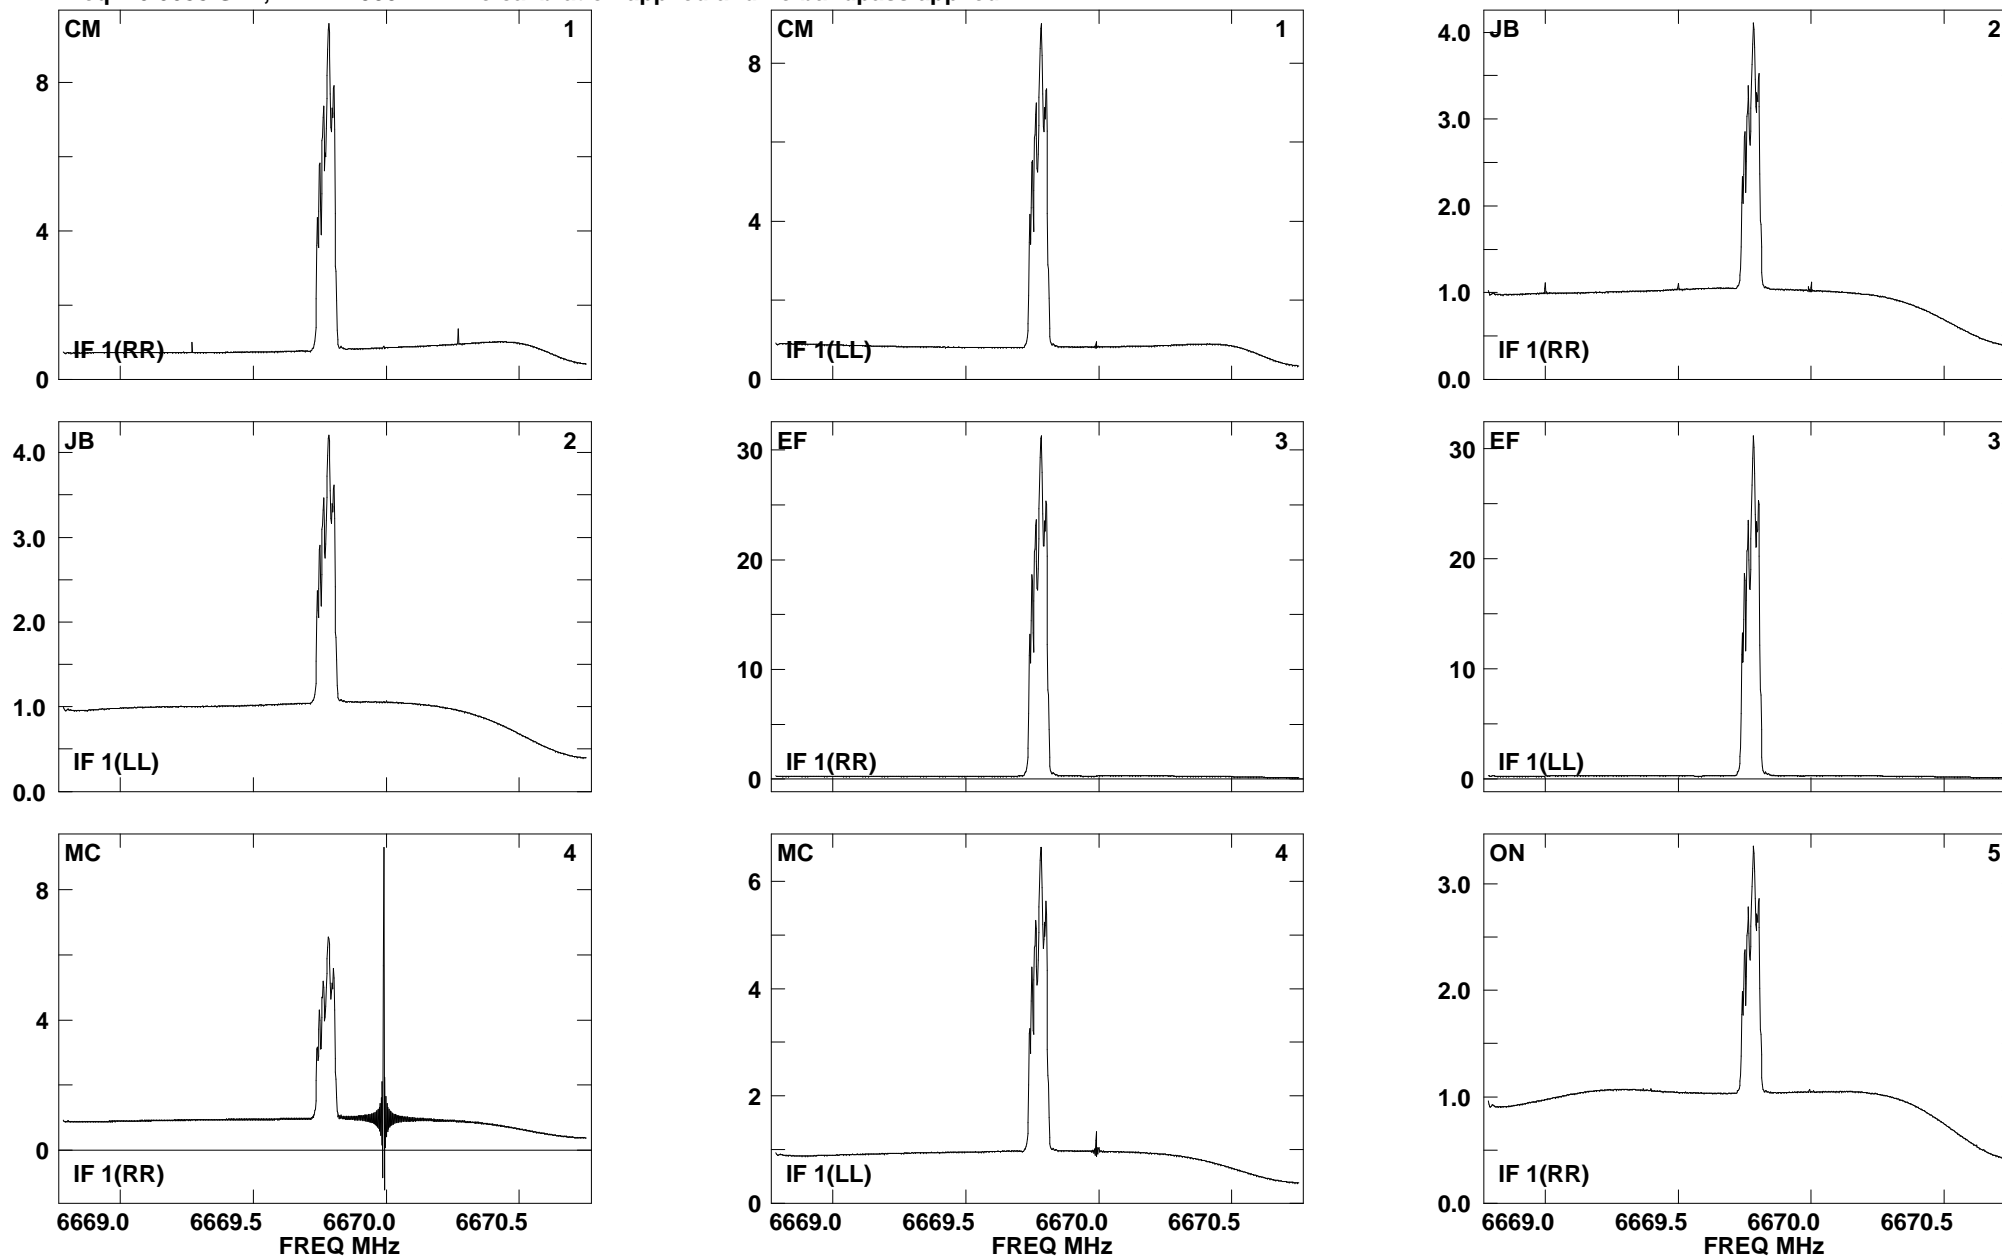 calibration applied and no bandpass applied
CM 1
8
4
0
IF 1(RR)
CM 1
8
4
0
IF 1(LL)
JB 2
4.0
3.0
2.0
1.0
0.0
IF 1(RR)
JB 2
4.0
3.0
2.0
1.0
0.0
IF 1(LL)
EF 3
30
20
10
0
IF 1(RR)
EF 3
30
20
10
0
IF 1(LL)
MC 4
8
4
0
IF 1(RR)
6669.0 6669.5 6670.0 6670.5
FREQ MHz
MC 4
6
4
2
0
IF 1(LL)
6669.0 6669.5 6670.0 6670.5
FREQ MHz
ON 5
3.0
2.0
1.0
0.0
IF 1(RR)
6669.0 6669.5 6670.0 6670.5
FREQ MHz